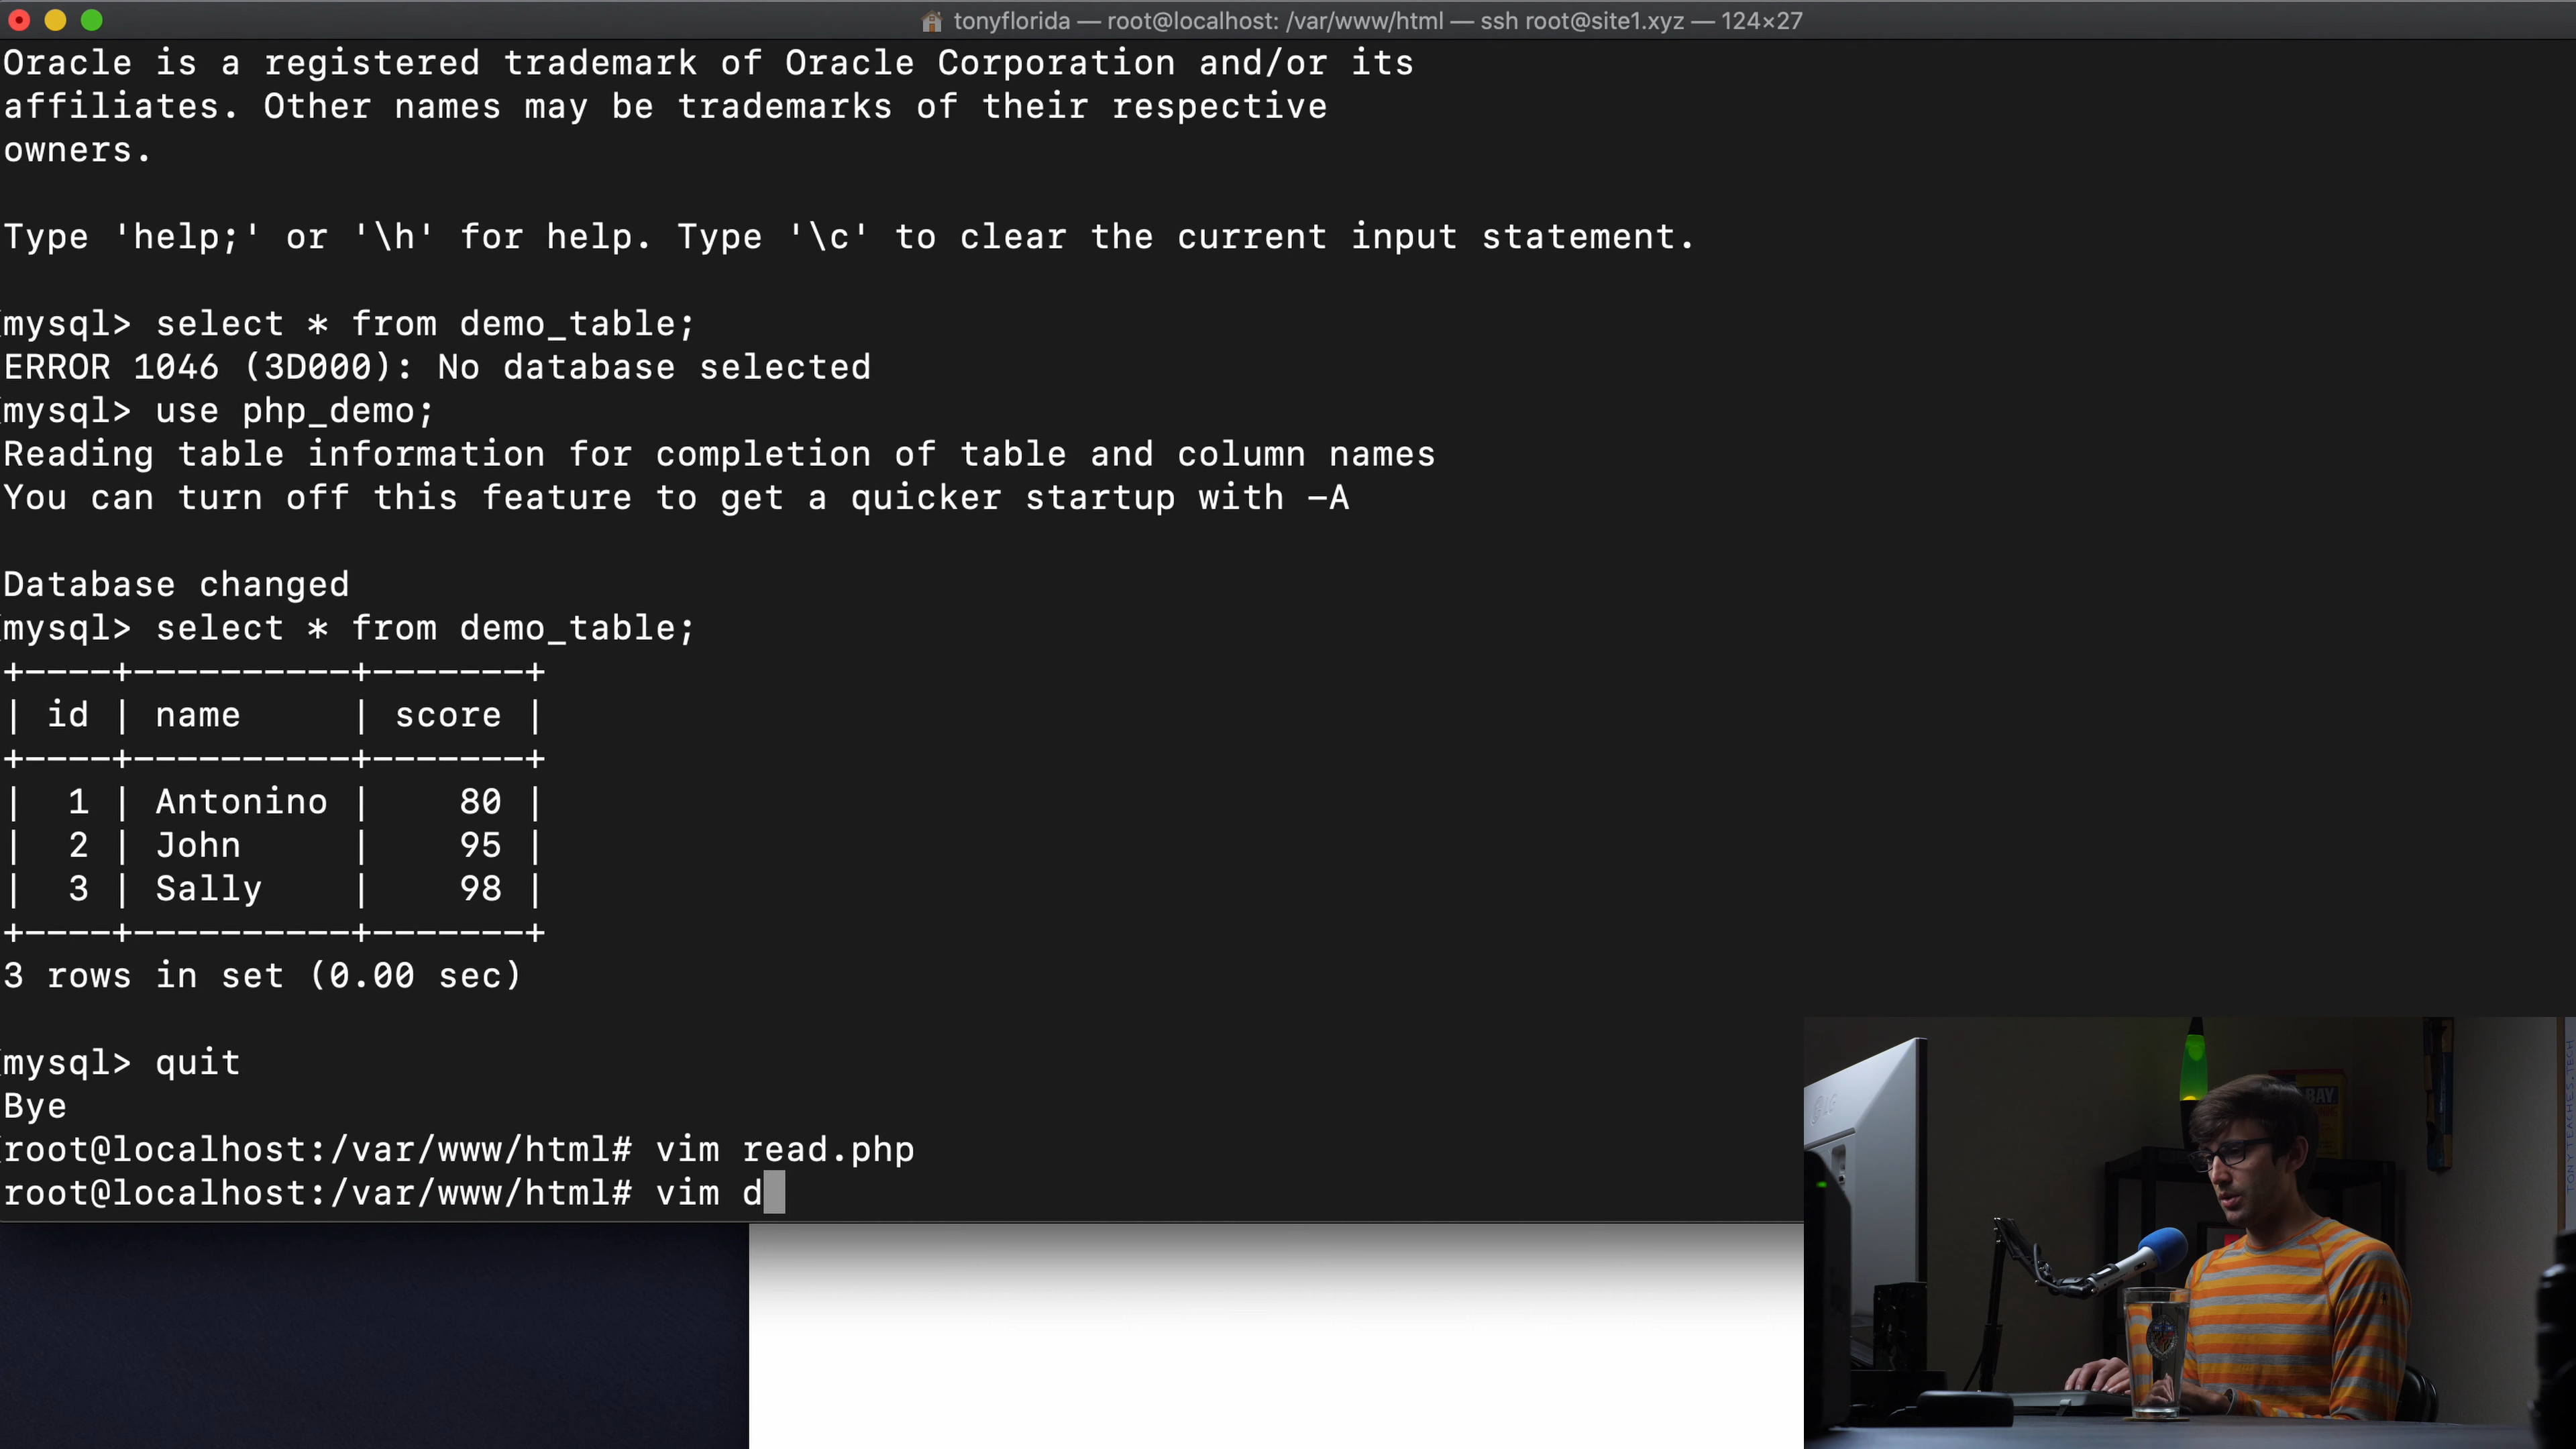 tonyflorida — root@localhost: /var/www/html — ssh root@site1.xyz — 124×27
Oracle is a registered trademark of Oracle Corporation and/or its
affiliates. Other names may be trademarks of their respective
owners.
Type 'help;' or '\h' for help. Type '\c' to clear the current input statement.
mysql> select * from demo_table;
ERROR 1046 (3D000): No database selected
mysql> use php_demo;
Reading table information for completion of table and column names
You can turn off this feature to get a quicker startup with -A
Database changed
mysql> select * from demo_table;
+----+----------+-------+
| id | name     | score |
+----+----------+-------+
|  1 | Antonino |    80 |
|  2 | John     |    95 |
|  3 | Sally    |    98 |
+----+----------+-------+
3 rows in set (0.00 sec)
mysql> quit
Bye
root@localhost:/var/www/html# vim read.php
root@localhost:/var/www/html# vim d
LG
BAY
TONYTEACHES.TECH